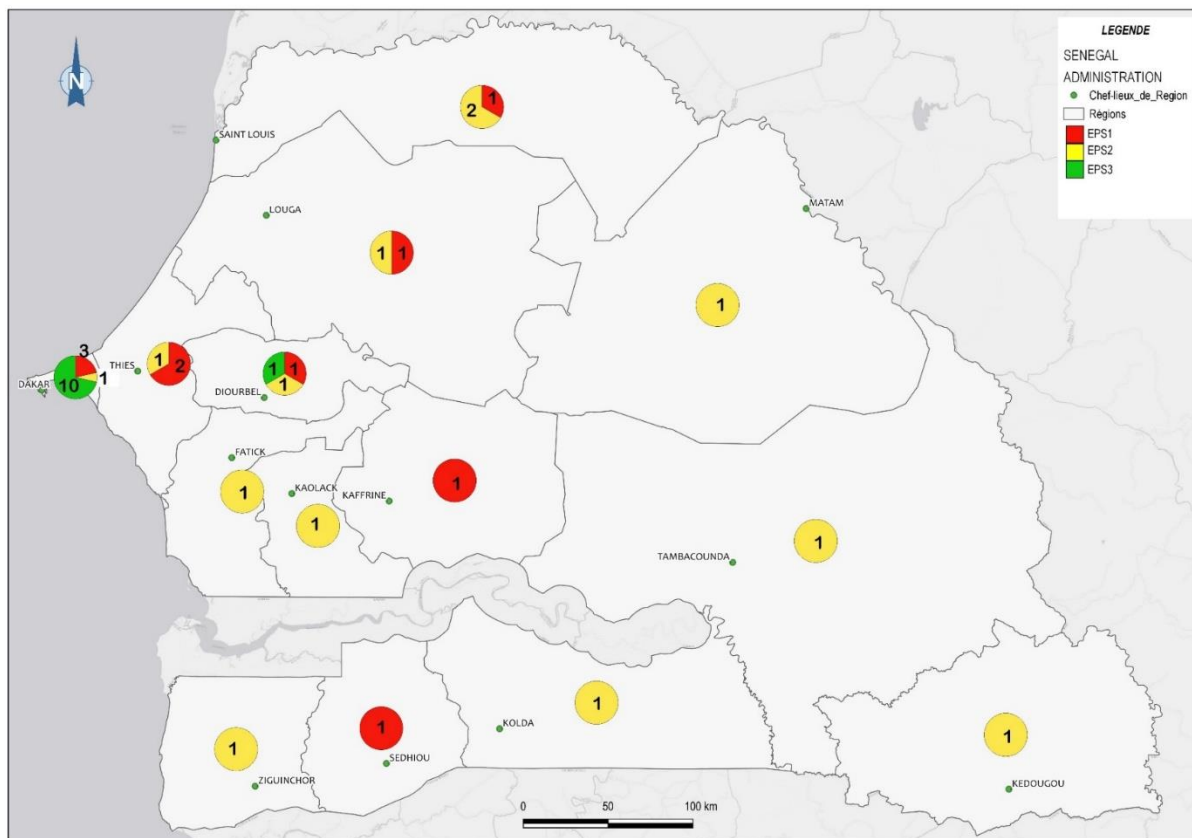 N
LEGENDE
SENEGAL
ADMINISTRATION
Chef-lieux_de_Region
Régions
EPS1
EPS2
EPS3
1
2
SAINT LOUIS
MATAM
LOUGA
1 1
1
3
1 2
THIES
1 1
1
DAKAR
10
1
DIOURBEL
FATICK
1
KAOLACK
KAFFRINE
1
1
1
TAMBACOUNDA
1
1
1
KOLDA
1
1
SEDHIOU
ZIGUINCHOR
KEDOUGOU
0 50 100 km